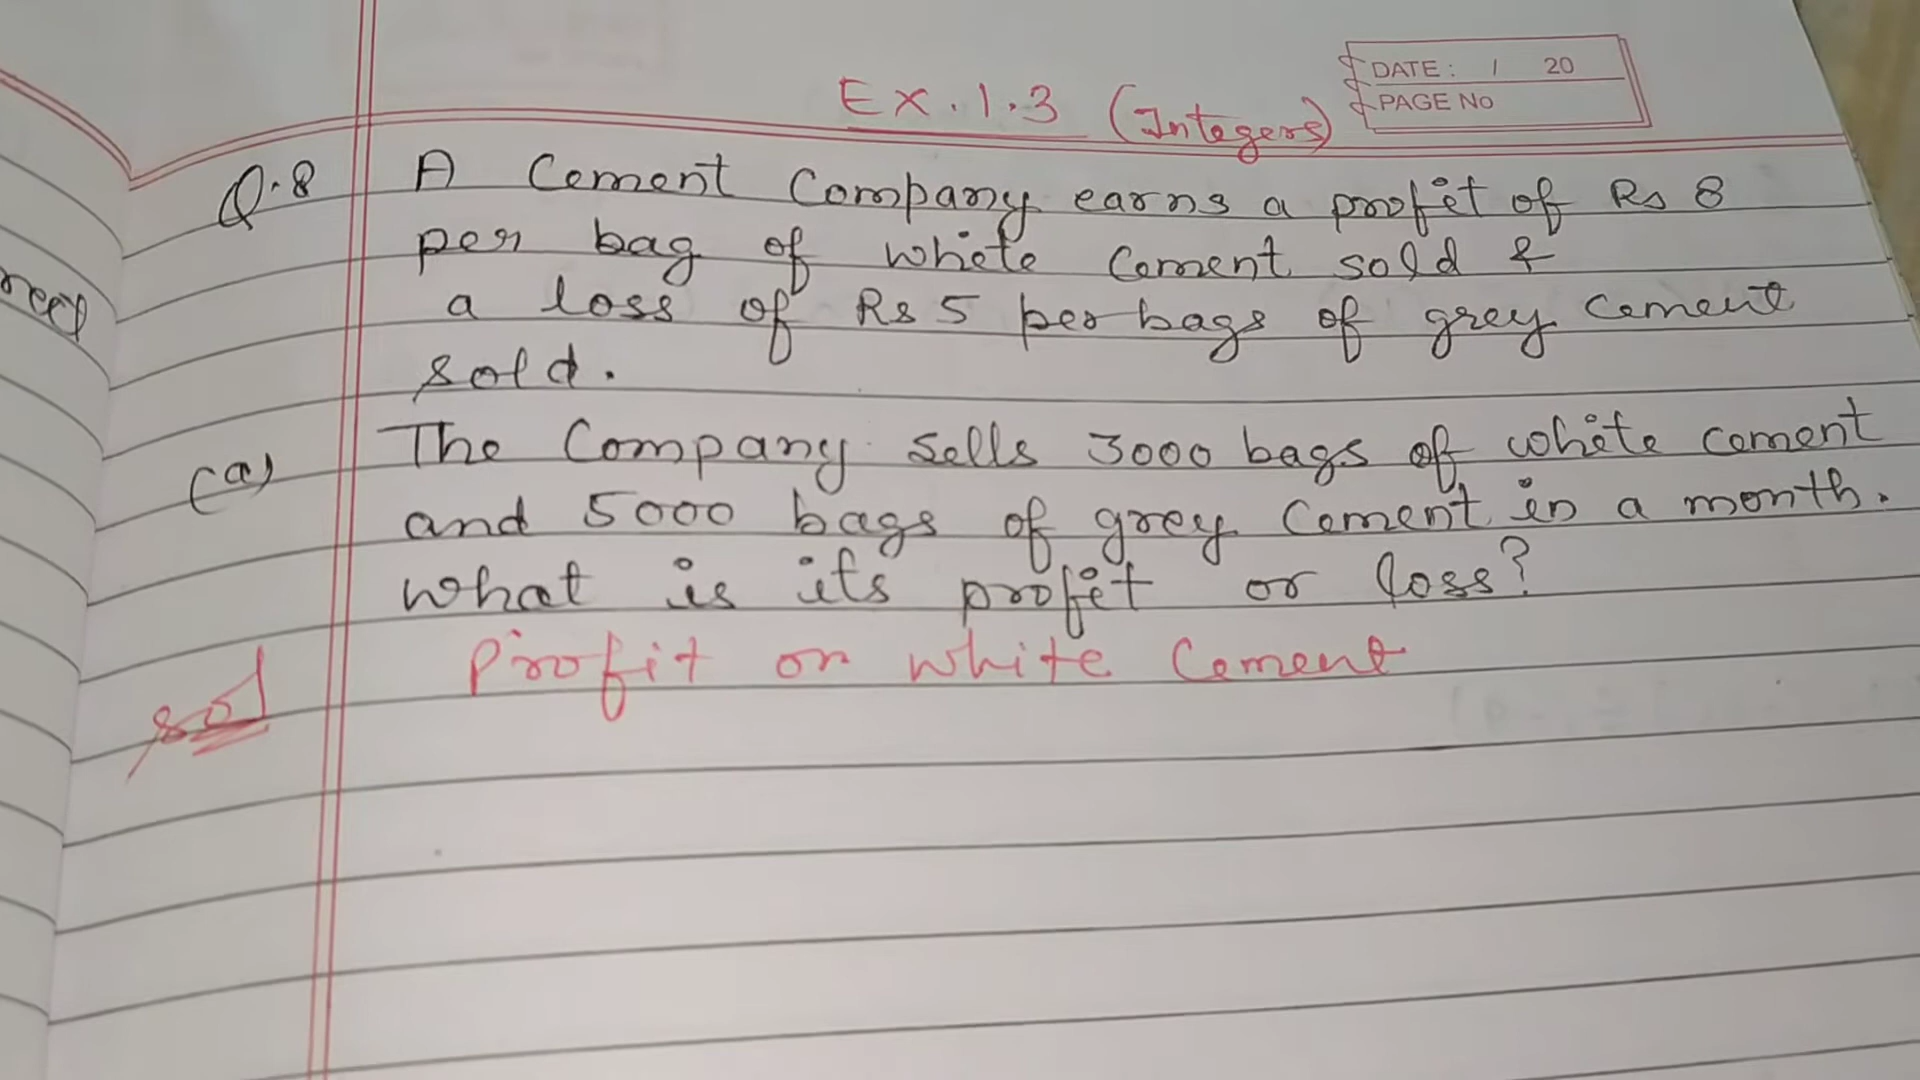 DATE: / 20
PAGE No
Ex.1.3 (Integers)
Q.8 A Cement Company earns a profit of Rs 8
per bag of white Cement sold &
a loss of Rs 5 per bags of grey Cement
sold.
(a) The Company sells 3000 bags of white cement
and 5000 bags of grey Cement in a month.
what is its profit or loss?
sol Profit on white Cement